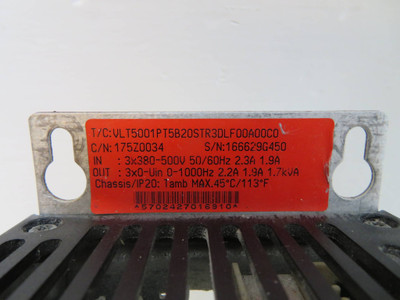 T/C:VLT5001PT5B20STR3DLF00A00C0
C/N: 175Z0034 S/N:166629G450
IN : 3x380-500V 50/60Hz 2.3A 1.9A
OUT : 3x0-Uin 0-1000Hz 2.2A 1.9A 1.7kVA
Chassis/IP20: Tamb MAX.45°C/113°F
*5702427016910*